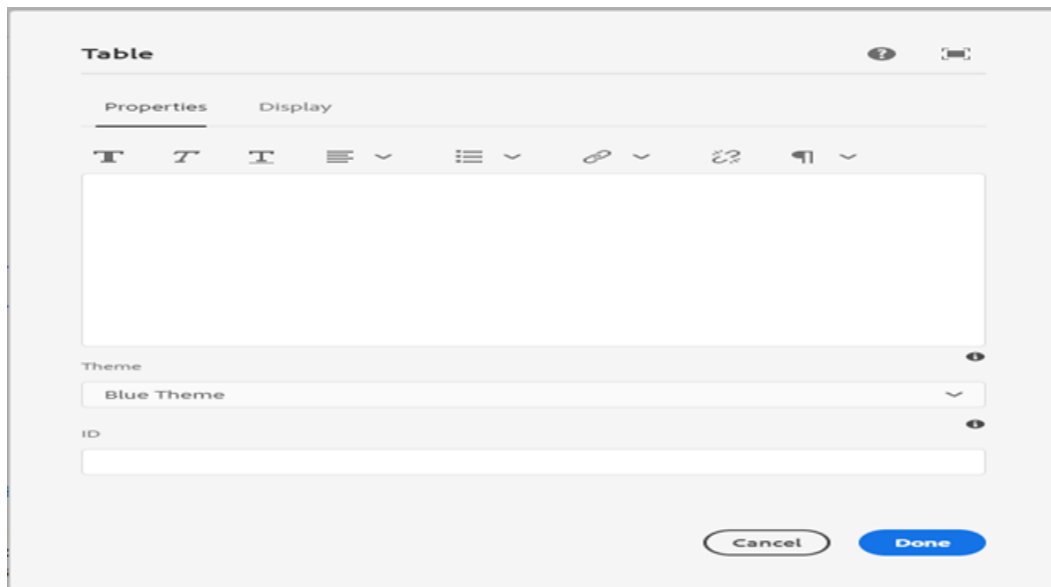 Table
Properties Display
Theme
Blue Theme
ID
Cancel Done